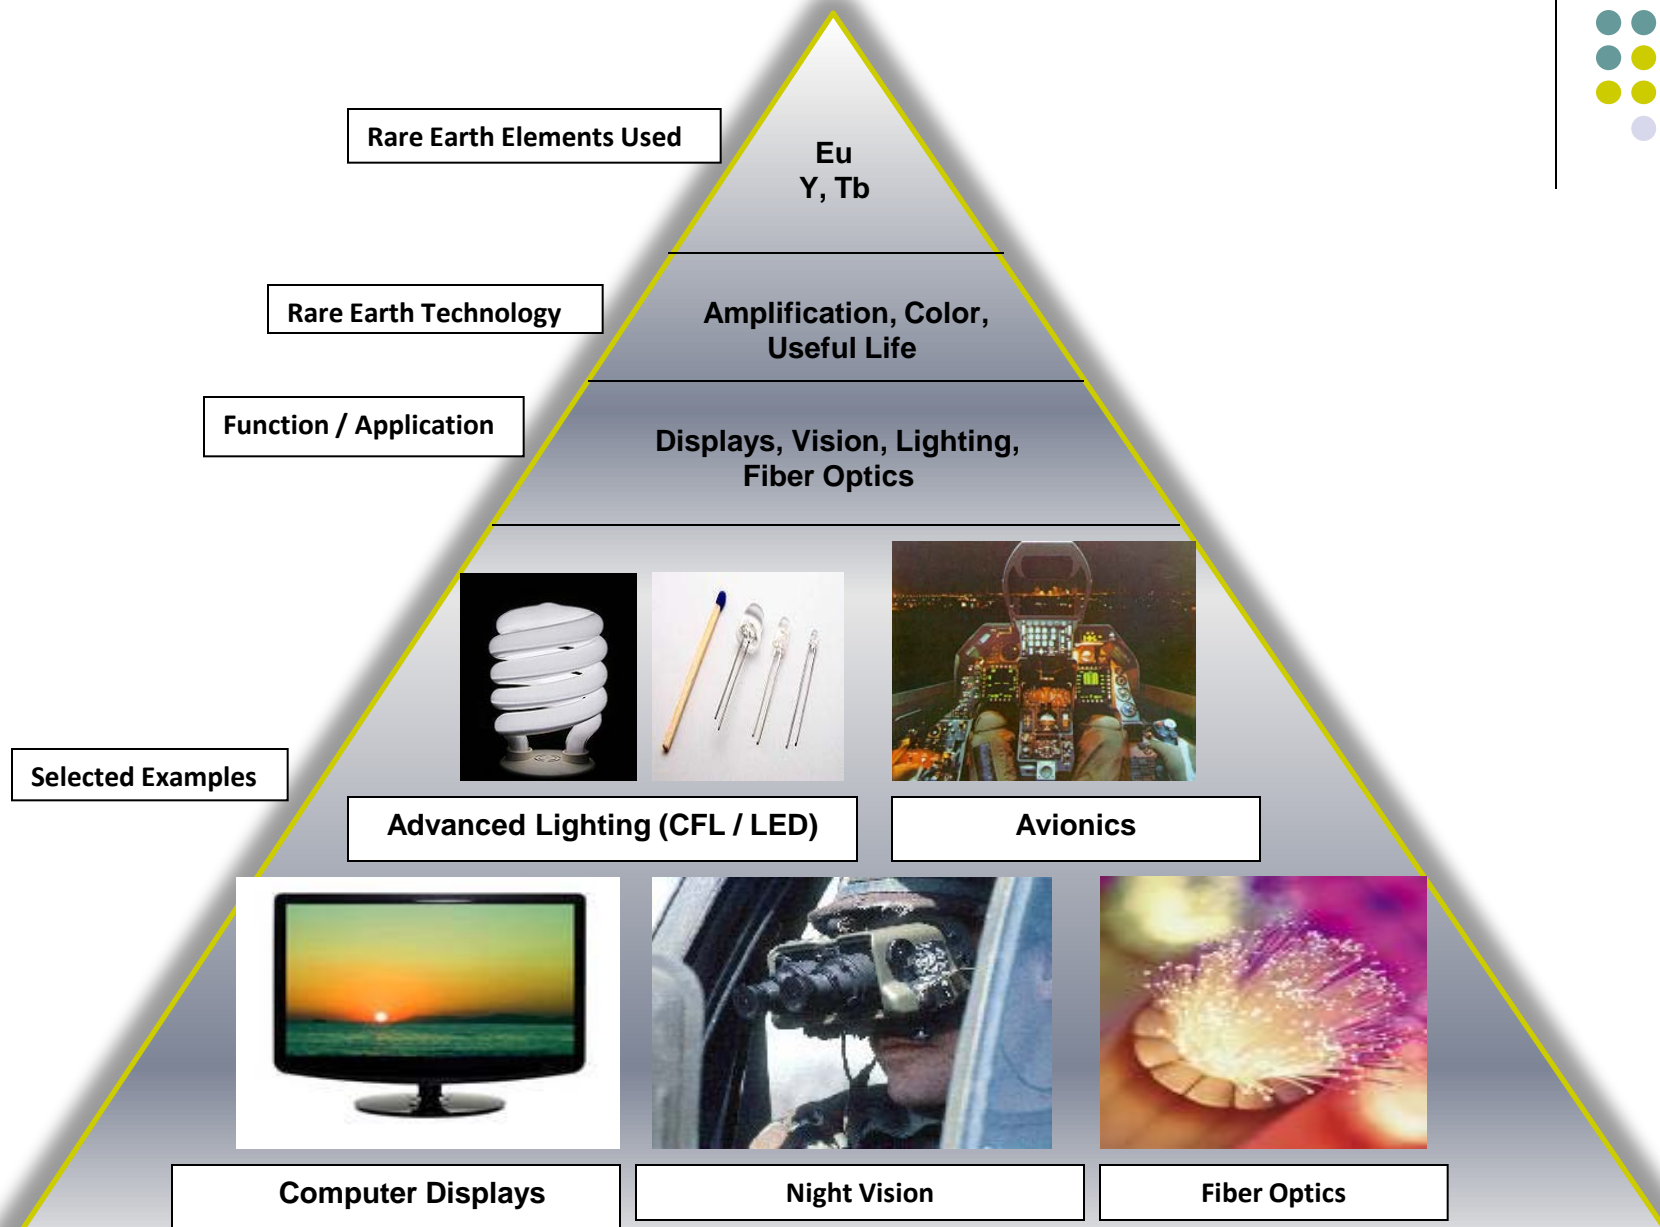 Rare Earth Elements Used
Eu
Y, Tb
Rare Earth Technology
Amplification, Color,
Useful Life
Function / Application
Displays, Vision, Lighting,
Fiber Optics
Selected Examples
Advanced Lighting (CFL / LED)
Avionics
Computer Displays
Night Vision
Fiber Optics